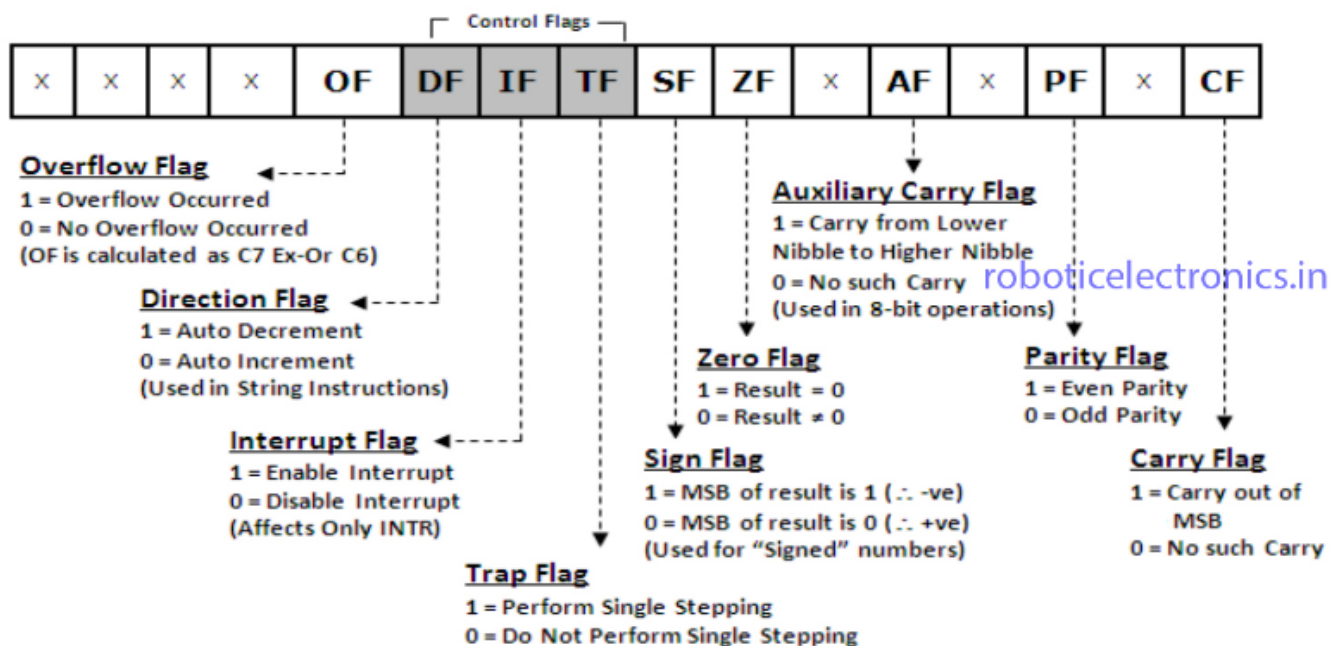 Control Flags
x x x x OF DF IF TF SF ZF x AF x PF x CF
Overflow Flag
1 = Overflow Occurred
0 = No Overflow Occurred
(OF is calculated as C7 Ex-Or C6)
Direction Flag
1 = Auto Decrement
0 = Auto Increment
(Used in String Instructions)
Interrupt Flag
1 = Enable Interrupt
0 = Disable Interrupt
(Affects Only INTR)
Trap Flag
1 = Perform Single Stepping
0 = Do Not Perform Single Stepping
Sign Flag
1 = MSB of result is 1 (∴ -ve)
0 = MSB of result is 0 (∴ +ve)
(Used for “Signed” numbers)
Zero Flag
1 = Result = 0
0 = Result ≠ 0
Auxiliary Carry Flag
1 = Carry from Lower
Nibble to Higher Nibble
0 = No such Carry
(Used in 8-bit operations)
roboticelectronics.in
Parity Flag
1 = Even Parity
0 = Odd Parity
Carry Flag
1 = Carry out of
MSB
0 = No such Carry